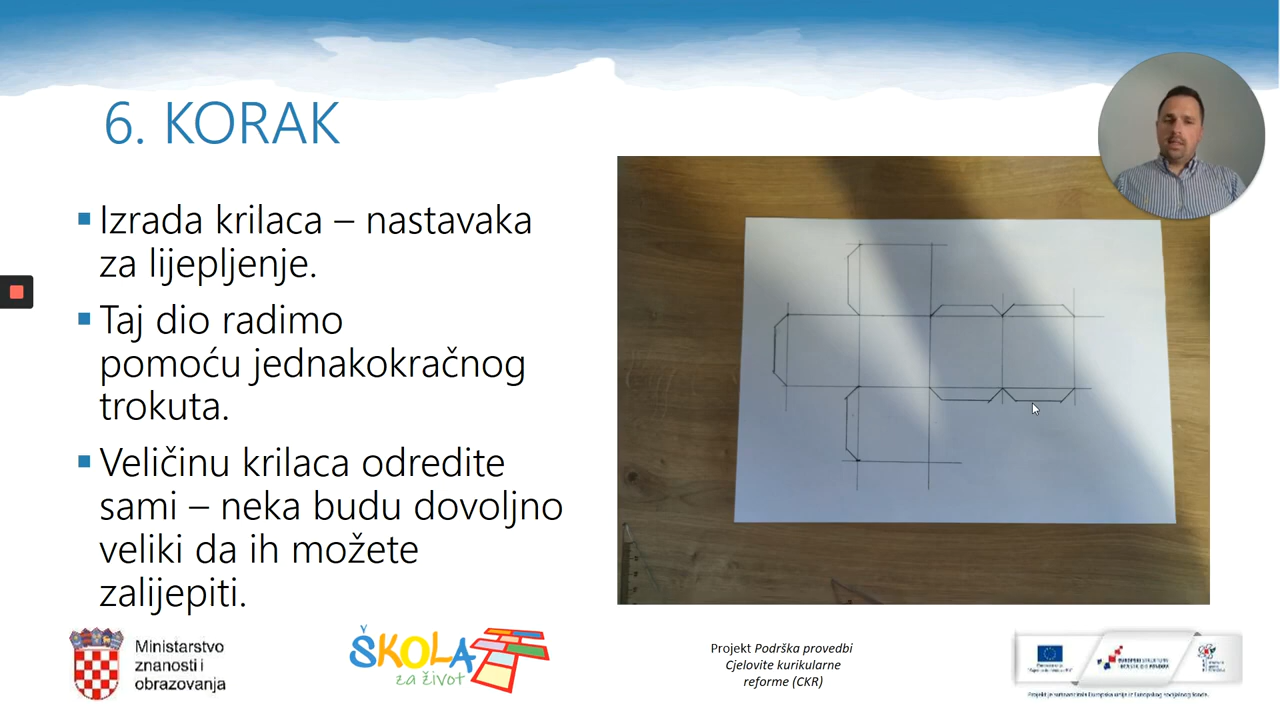 6. KORAK
Izrada krilaca – nastavaka
za lijepljenje.
Taj dio radimo
pomoću jednakokračnog
trokuta.
Veličinu krilaca odredite
sami – neka budu dovoljno
veliki da ih možete
zalijepiti.
Ministarstvo
znanosti i
obrazovanja
ŠKOLA
za život
Projekt Podrška provedbi
Cjelovite kurikularne
reforme (CKR)